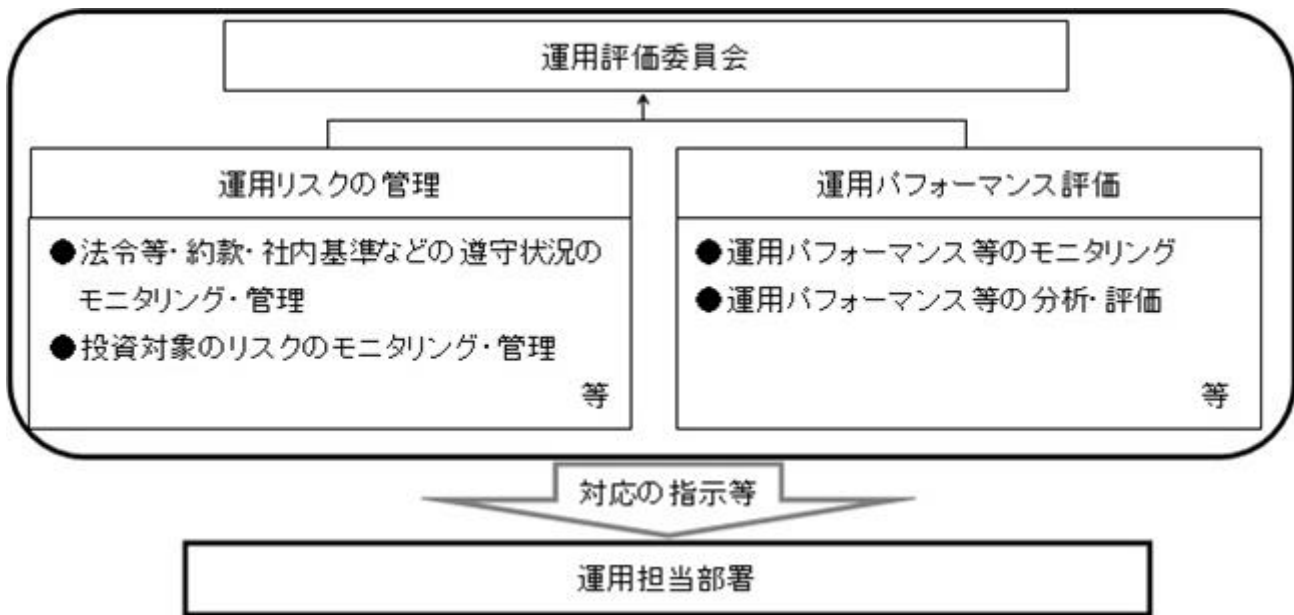 運用評価委員会
運用リスクの管理
●法令等・約款・社内基準などの遵守状況の
モニタリング・管理
●投資対象のリスクのモニタリング・管理
等
運用パフォーマンス評価
●運用パフォーマンス等のモニタリング
●運用パフォーマンス等の分析・評価
等
対応の指示等
運用担当部署